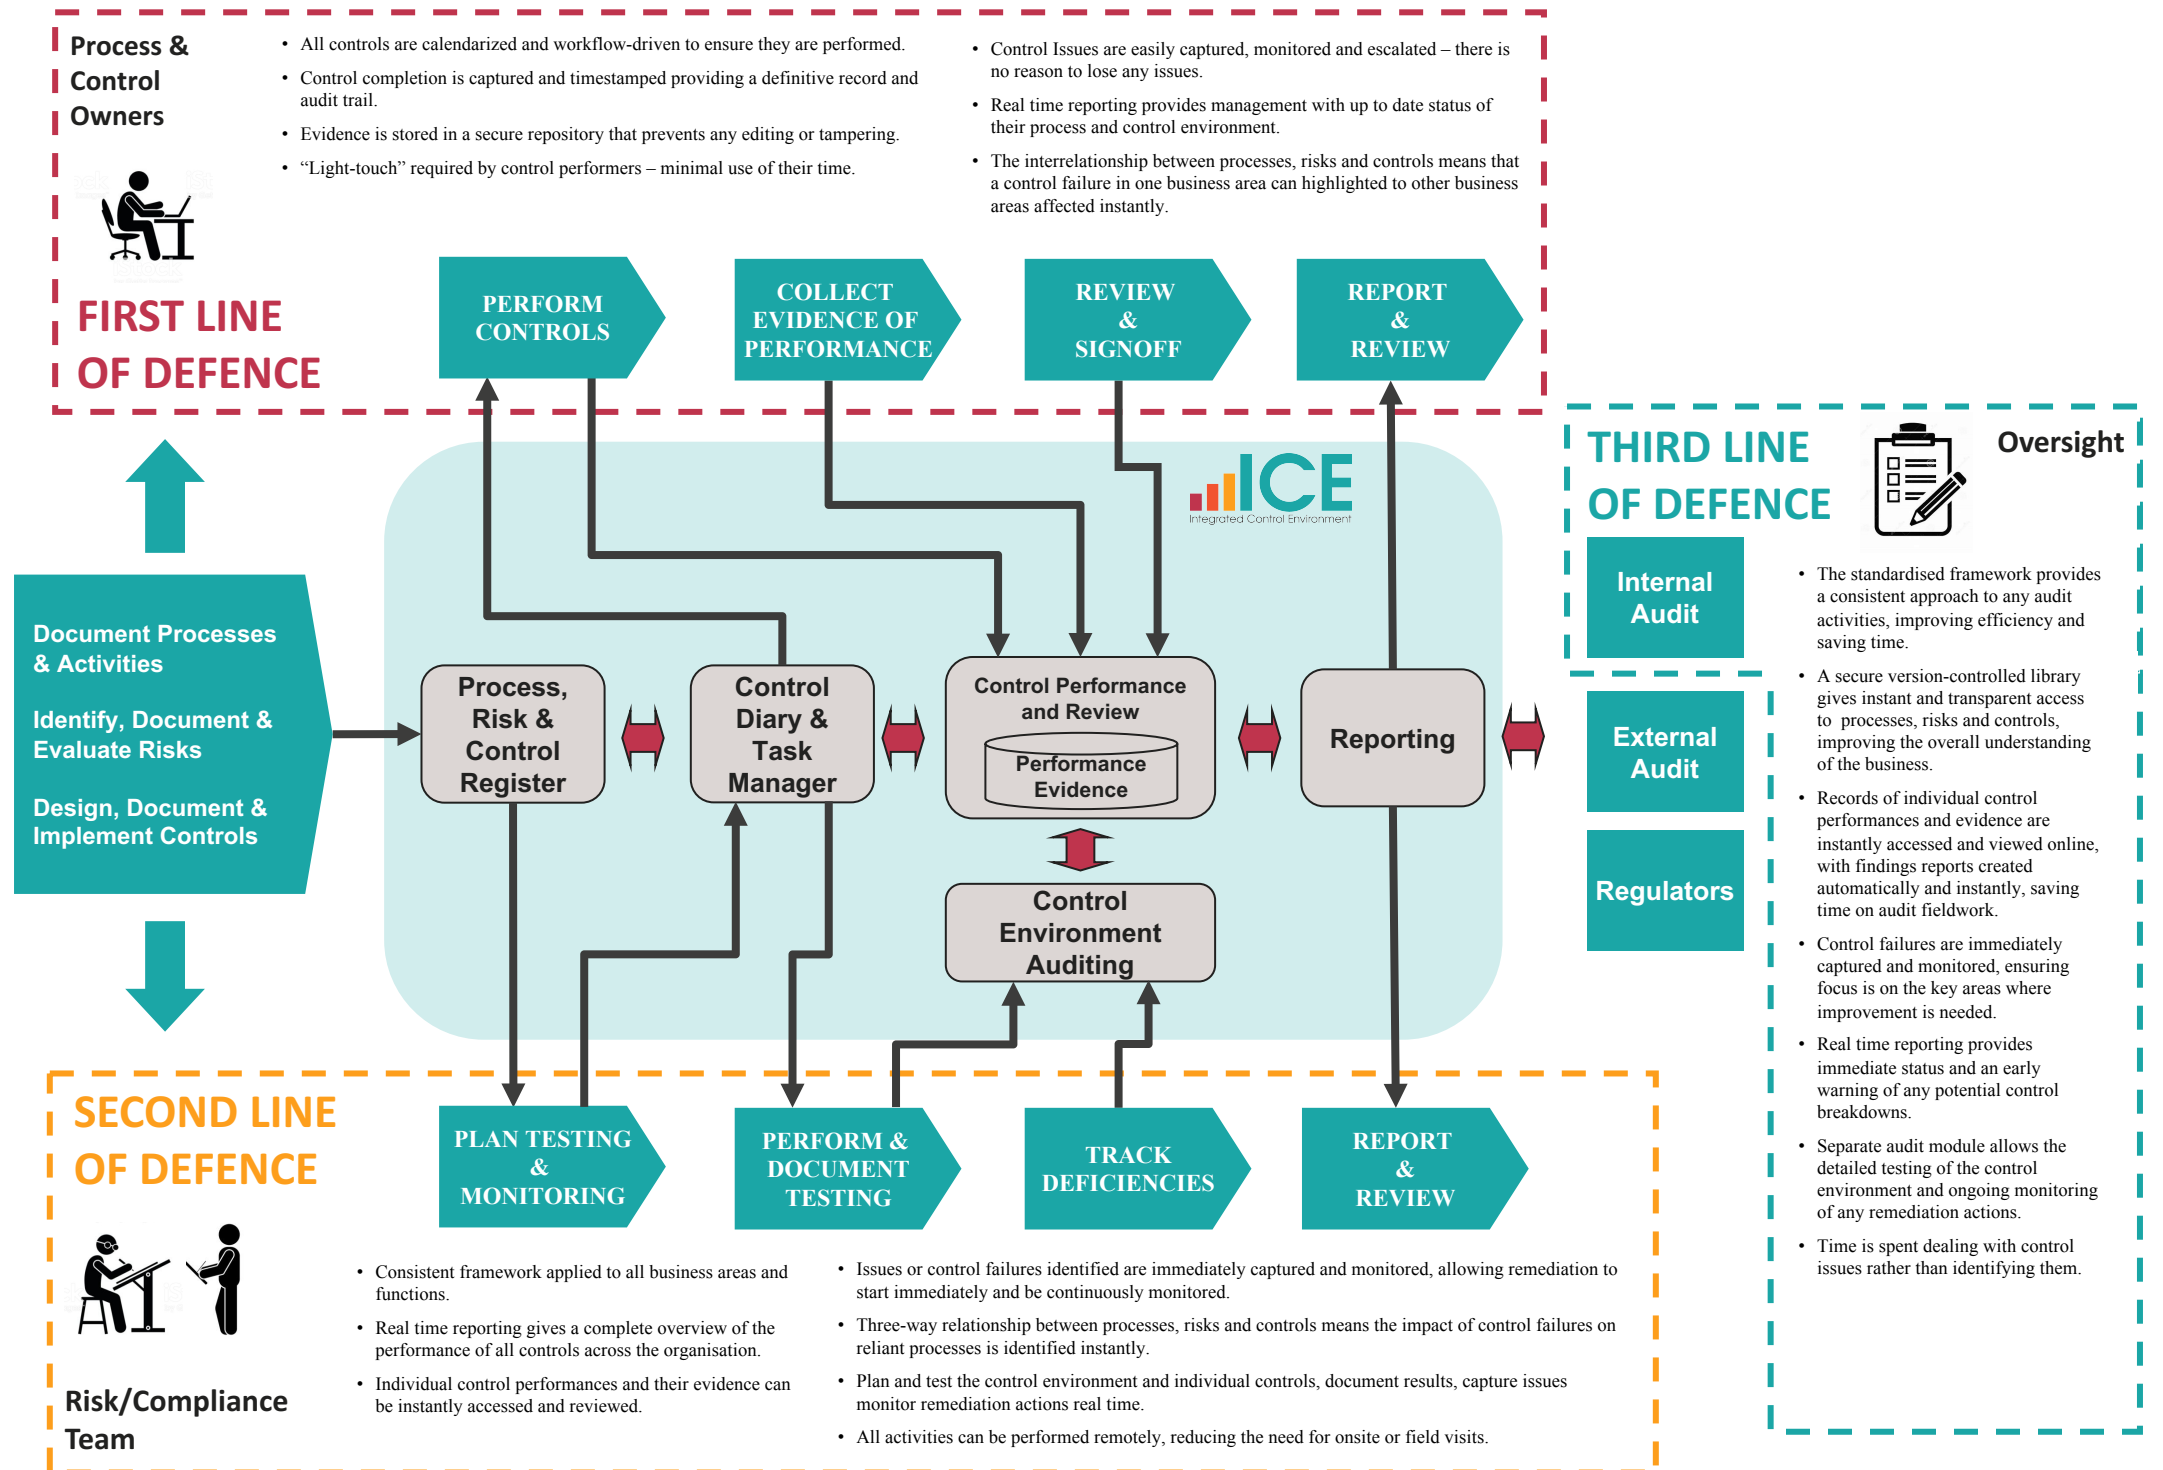 Process &
Control
Owners
• All controls are calendarized and workflow-driven to ensure they are performed.
• Control completion is captured and timestamped providing a definitive record and
audit trail.
• Evidence is stored in a secure repository that prevents any editing or tampering.
• “Light-touch” required by control performers – minimal use of their time.
• Control Issues are easily captured, monitored and escalated – there is
no reason to lose any issues.
• Real time reporting provides management with up to date status of
their process and control environment.
• The interrelationship between processes, risks and controls means that
a control failure in one business area can highlighted to other business
areas affected instantly.
FIRST LINE
OF DEFENCE
PERFORM
CONTROLS
COLLECT
EVIDENCE OF
PERFORMANCE
REVIEW
&
SIGNOFF
REPORT
&
REVIEW
ICE
Integrated Control Environment
Document Processes
& Activities
Identify, Document &
Evaluate Risks
Design, Document &
Implement Controls
Process,
Risk &
Control
Register
Control
Diary &
Task
Manager
Control Performance
and Review
Performance
Evidence
Reporting
Control
Environment
Auditing
THIRD LINE
OF DEFENCE
Oversight
Internal
Audit
External
Audit
Regulators
• The standardised framework provides
a consistent approach to any audit
activities, improving efficiency and
saving time.
• A secure version-controlled library
gives instant and transparent access
to processes, risks and controls,
improving the overall understanding
of the business.
• Records of individual control
performances and evidence are
instantly accessed and viewed online,
with findings reports created
automatically and instantly, saving
time on audit fieldwork.
• Control failures are immediately
captured and monitored, ensuring
focus is on the key areas where
improvement is needed.
• Real time reporting provides
immediate status and an early
warning of any potential control
breakdowns.
• Separate audit module allows the
detailed testing of the control
environment and ongoing monitoring
of any remediation actions.
• Time is spent dealing with control
issues rather than identifying them.
SECOND LINE
OF DEFENCE
PLAN TESTING
&
MONITORING
PERFORM &
DOCUMENT
TESTING
TRACK
DEFICIENCIES
REPORT
&
REVIEW
Risk/Compliance
Team
• Consistent framework applied to all business areas and
functions.
• Real time reporting gives a complete overview of the
performance of all controls across the organisation.
• Individual control performances and their evidence can
be instantly accessed and reviewed.
• Issues or control failures identified are immediately captured and monitored, allowing remediation to
start immediately and be continuously monitored.
• Three-way relationship between processes, risks and controls means the impact of control failures on
reliant processes is identified instantly.
• Plan and test the control environment and individual controls, document results, capture issues
monitor remediation actions real time.
• All activities can be performed remotely, reducing the need for onsite or field visits.